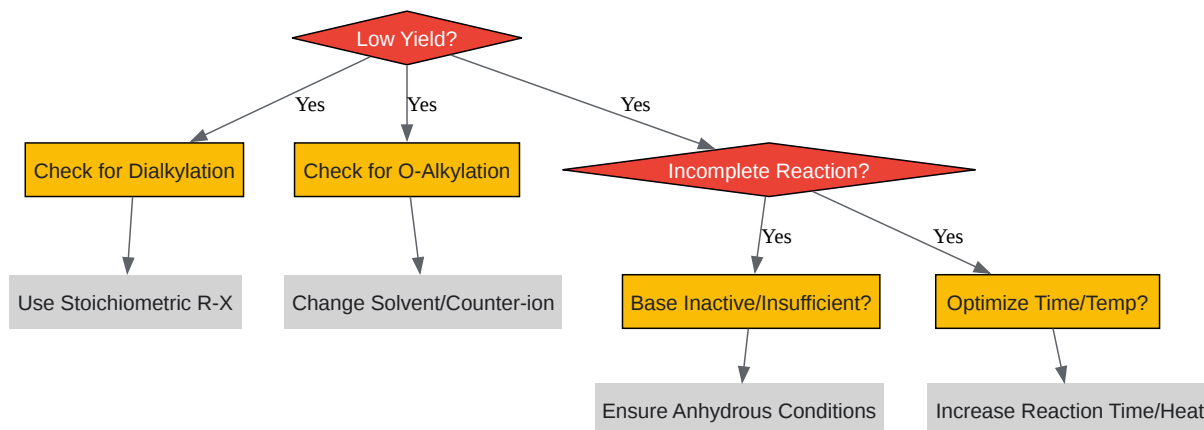 Low Yield?
Yes
Yes
Yes
Check for Dialkylation
Check for O-Alkylation
Incomplete Reaction?
Yes
Yes
Use Stoichiometric R-X
Change Solvent/Counter-ion
Base Inactive/Insufficient?
Optimize Time/Temp?
Ensure Anhydrous Conditions
Increase Reaction Time/Heat